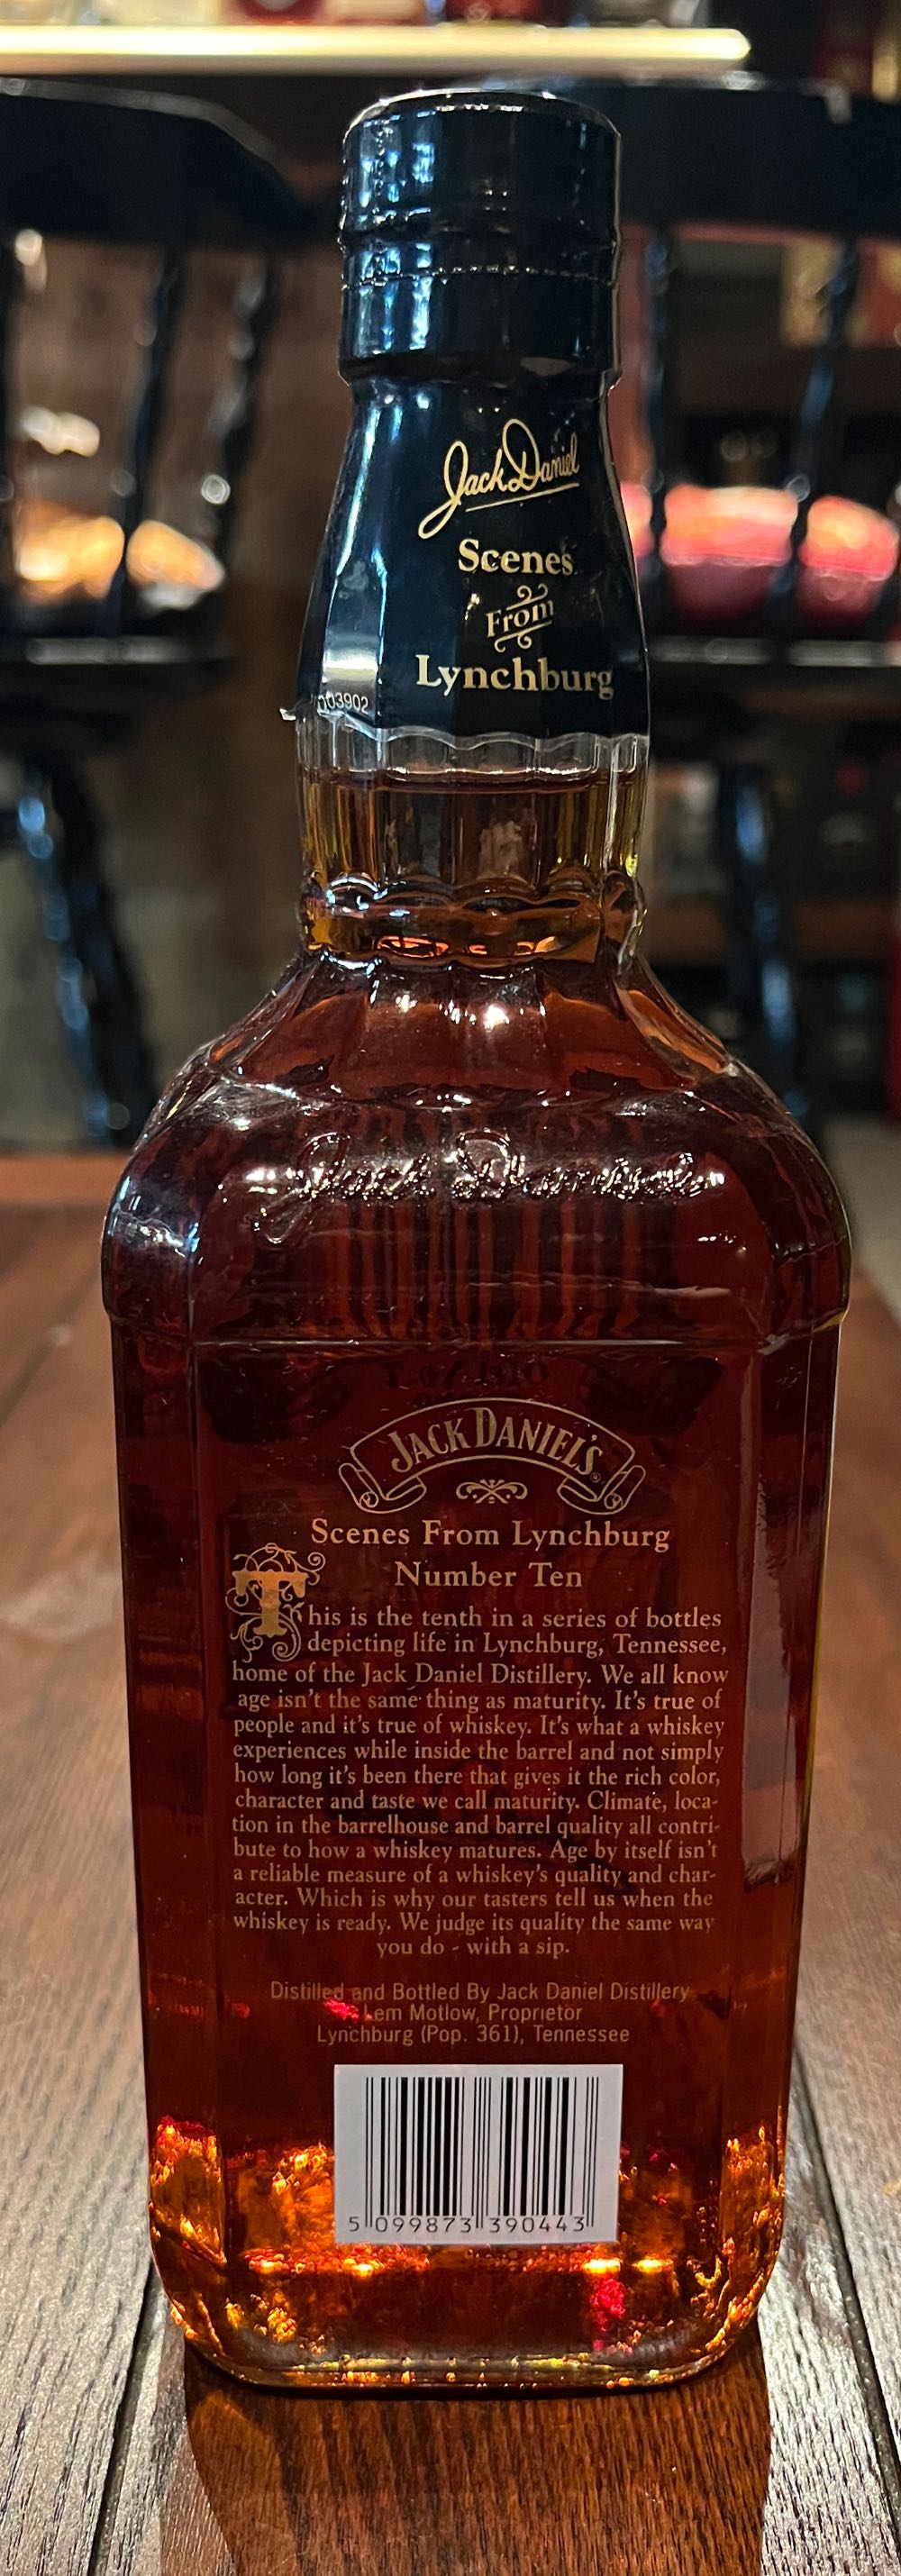 Jack Daniel
Scenes
From
Lynchburg
003902
Jack Daniel's
JACK DANIEL'S®
Scenes From Lynchburg
Number Ten
This is the tenth in a series of bottles
depicting life in Lynchburg, Tennessee,
home of the Jack Daniel Distillery. We all know
age isn't the same thing as maturity. It's true of
people and it's true of whiskey. It's what a whiskey
experiences while inside the barrel and not simply
how long it's been there that gives it the rich color,
character and taste we call maturity. Climate, loca-
tion in the barrelhouse and barrel quality all contri-
bute to how a whiskey matures. Age by itself isn't
a reliable measure of a whiskey's quality and char-
acter. Which is why our tasters tell us when the
whiskey is ready. We judge its quality the same way
you do - with a sip.
Distilled and Bottled By Jack Daniel Distillery
Lem Motlow, Proprietor
Lynchburg (Pop. 361), Tennessee
5 099873 390443